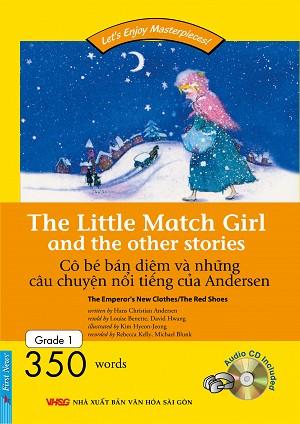 Let's Enjoy Masterpieces!
The Little Match Girl
and the other stories
Cô bé bán diêm và những
câu chuyện nổi tiếng của Andersen
The Emperor's New Clothes/The Red Shoes
written by Hans Christian Andersen
retold by Louise Benette, David Hwang
illustrated by Kim Hyeon-Jeong
recorded by Rebecca Kelly, Michael Blunk
Grade 1
350 words
Audio CD Included
First News
VHSG NHÀ XUẤT BẢN VĂN HÓA SÀI GÒN